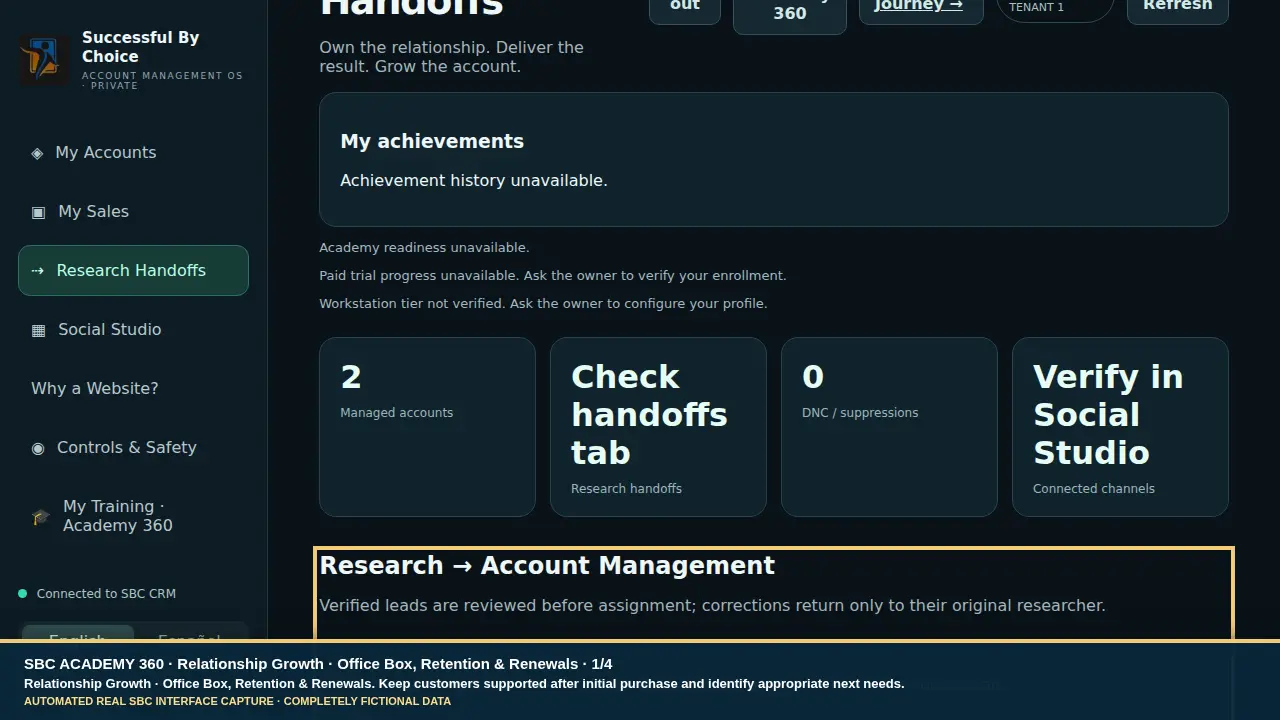 Successful By
Choice
ACCOUNT MANAGEMENT OS
· PRIVATE
◈ My Accounts
▣ My Sales
⇢ Research Handoffs
▦ Social Studio
Why a Website?
◉ Controls & Safety
My Training ·
Academy 360
Connected to SBC CRM
English Español
Handoffs
out
360
Journey →
TENANT 1
Refresh
Own the relationship. Deliver the
result. Grow the account.
My achievements
Achievement history unavailable.
Academy readiness unavailable.
Paid trial progress unavailable. Ask the owner to verify your enrollment.
Workstation tier not verified. Ask the owner to configure your profile.
2
Managed accounts
Check
handoffs
tab
Research handoffs
0
DNC / suppressions
Verify in
Social
Studio
Connected channels
Research → Account Management
Verified leads are reviewed before assignment; corrections return only to their original researcher.
SBC ACADEMY 360 · Relationship Growth · Office Box, Retention & Renewals · 1/4
Relationship Growth · Office Box, Retention & Renewals. Keep customers supported after initial purchase and identify appropriate next needs.
AUTOMATED REAL SBC INTERFACE CAPTURE · COMPLETELY FICTIONAL DATA